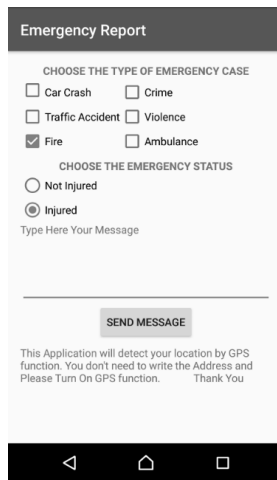 Emergency Report
CHOOSE THE TYPE OF EMERGENCY CASE
Car Crash Crime
Traffic Accident Violence
Fire Ambulance
CHOOSE THE EMERGENCY STATUS
Not Injured
Injured
Type Here Your Message
SEND MESSAGE
This Application will detect your location by GPS
function. You don't need to write the Address and
Please Turn On GPS function. Thank You